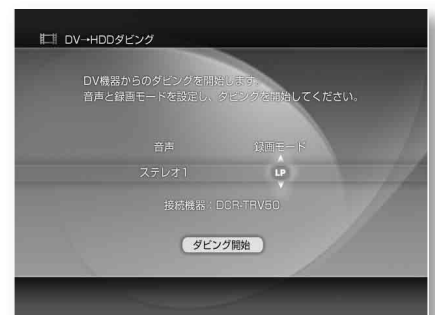 DV→HDDダビング
DV機器からのダビングを開始します。
音声と録画モードを設定し、ダビングを開始してください。
音声 録画モード
ステレオ1 LP
接続機器：DCR-TRV50
ダビング開始